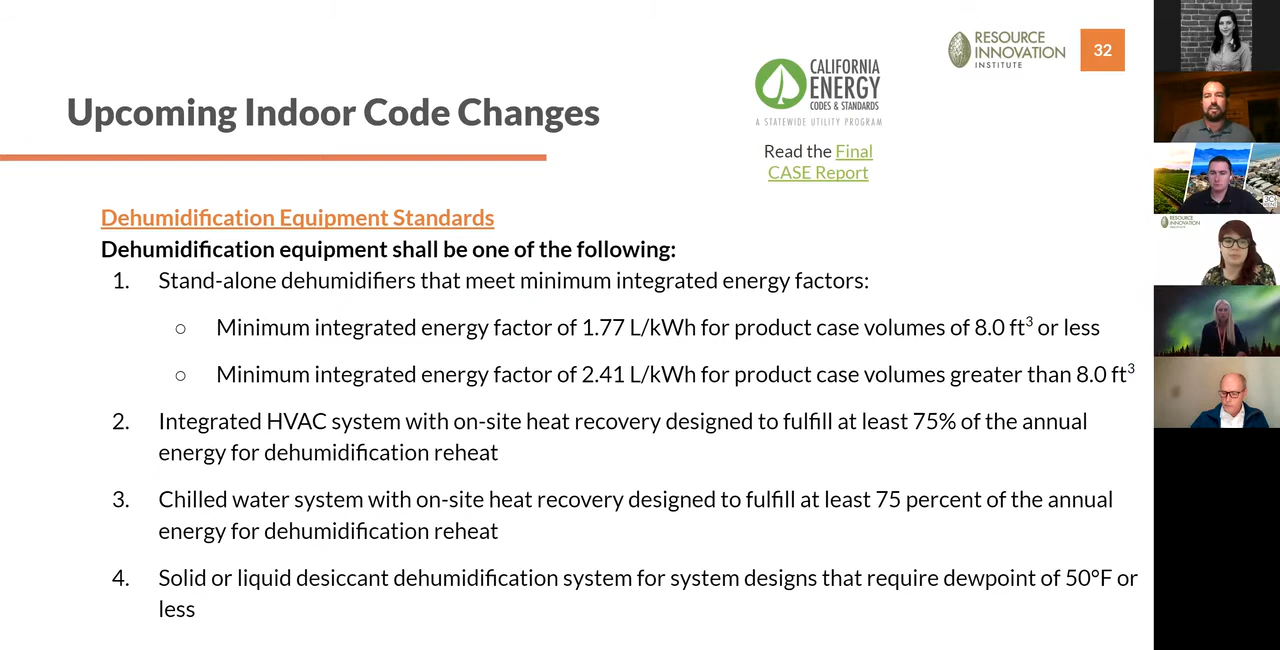 RESOURCE
INNOVATION
INSTITUTE
32
CALIFORNIA
ENERGY
CODES & STANDARDS
A STATEWIDE UTILITY PROGRAM
Upcoming Indoor Code Changes
Read the Final
CASE Report
Dehumidification Equipment Standards
Dehumidification equipment shall be one of the following:
1. Stand-alone dehumidifiers that meet minimum integrated energy factors:
○ Minimum integrated energy factor of 1.77 L/kWh for product case volumes of 8.0 ft³ or less
○ Minimum integrated energy factor of 2.41 L/kWh for product case volumes greater than 8.0 ft³
2. Integrated HVAC system with on-site heat recovery designed to fulfill at least 75% of the annual
energy for dehumidification reheat
3. Chilled water system with on-site heat recovery designed to fulfill at least 75 percent of the annual
energy for dehumidification reheat
4. Solid or liquid desiccant dehumidification system for system designs that require dewpoint of 50°F or
less
RESOURCE
INNOVATION